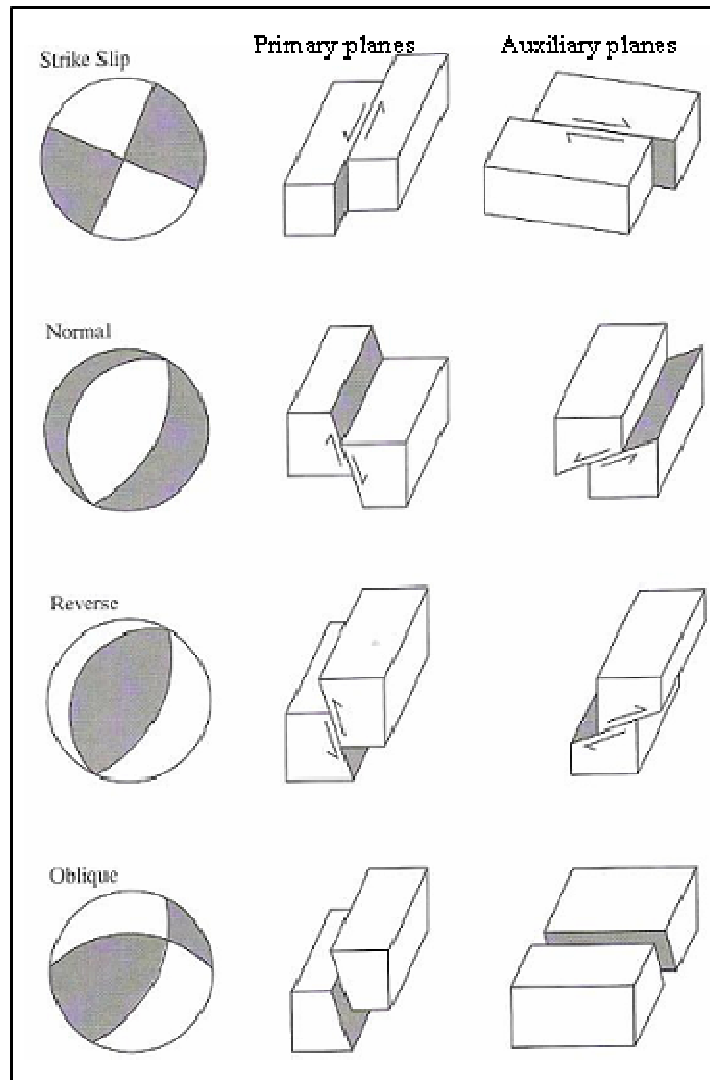 Primary planes
Auxiliary planes
Strike Slip
Normal
Reverse
Oblique